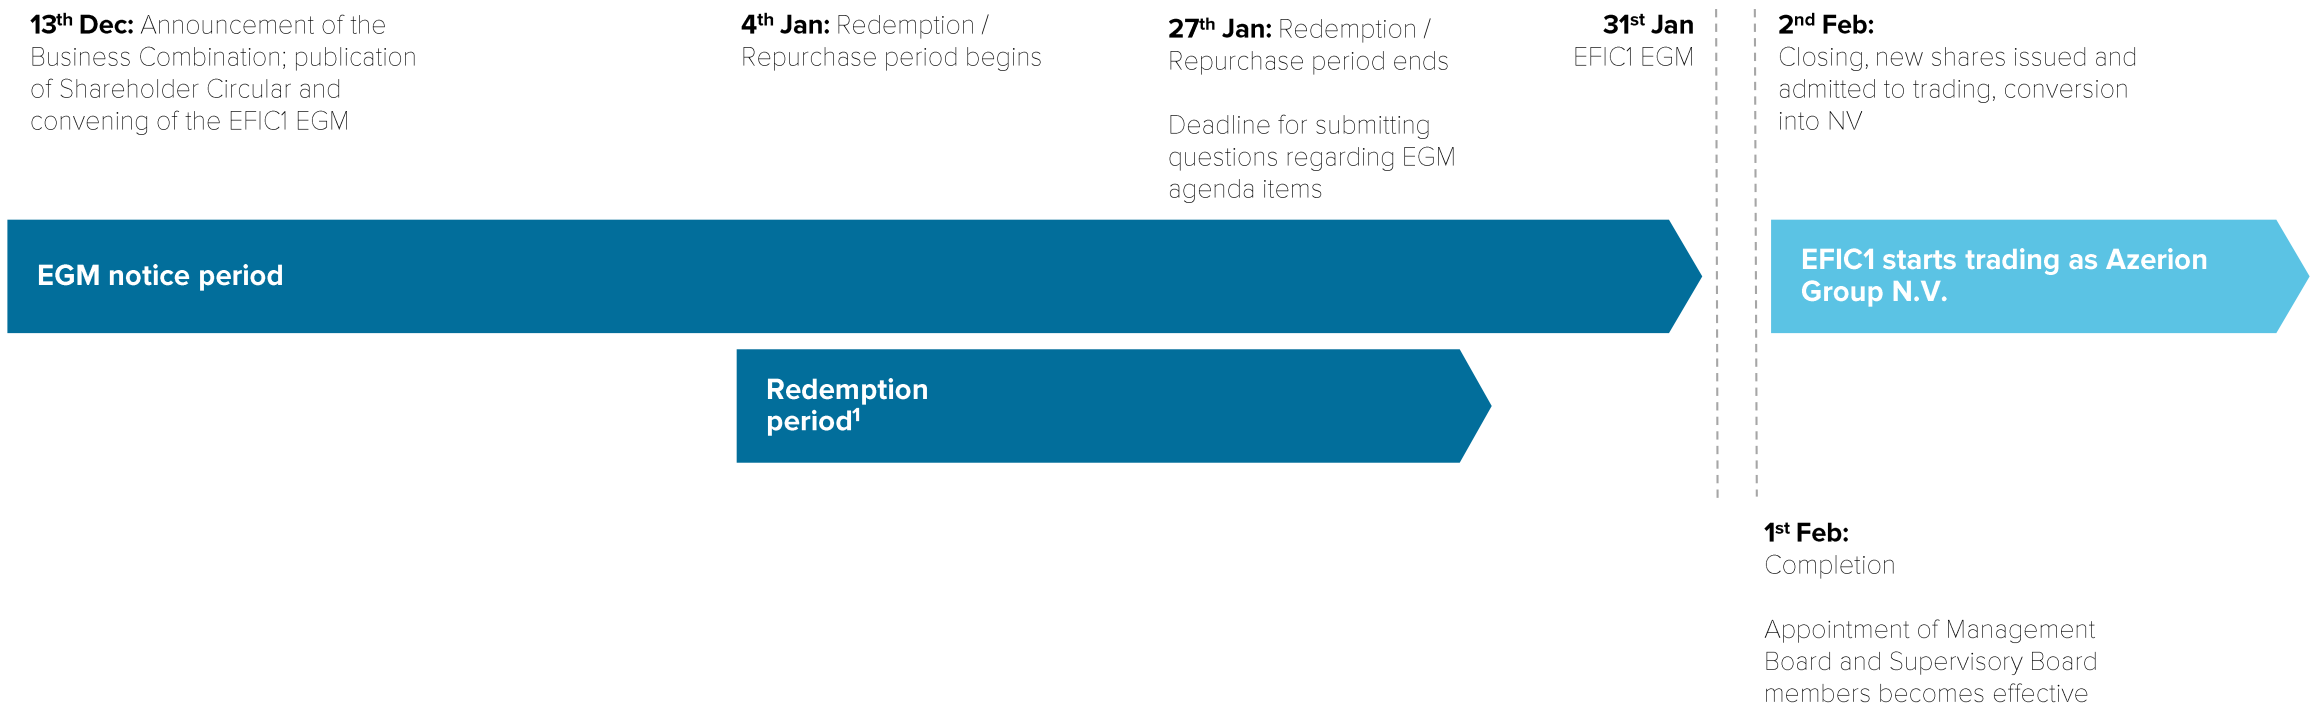 13th Dec: Announcement of the
Business Combination; publication
of Shareholder Circular and
convening of the EFIC1 EGM
4th Jan: Redemption /
Repurchase period begins
27th Jan: Redemption /
Repurchase period ends
Deadline for submitting
questions regarding EGM
agenda items
31st Jan
EFIC1 EGM
2nd Feb:
Closing, new shares issued and
admitted to trading, conversion
into NV
EGM notice period
EFIC1 starts trading as Azerion
Group N.V.
Redemption
period1
1st Feb:
Completion
Appointment of Management
Board and Supervisory Board
members becomes effective